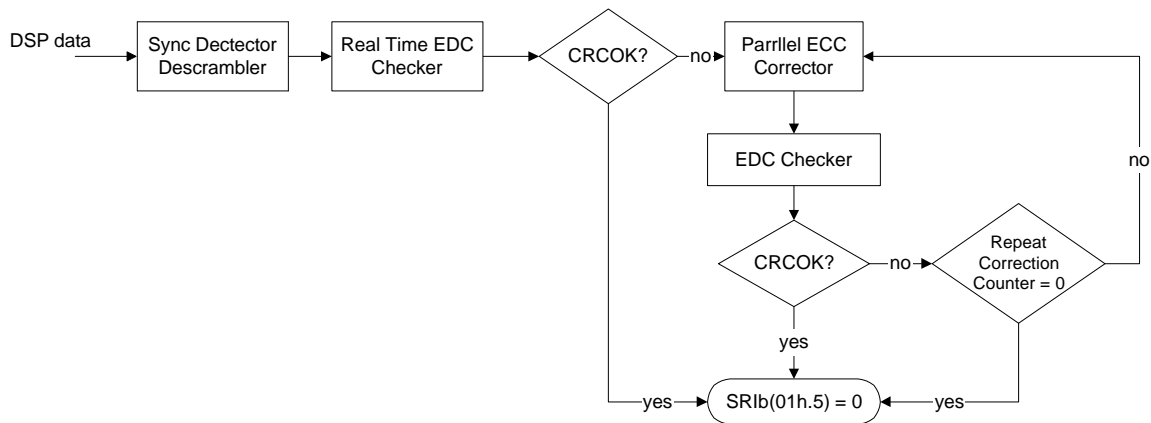 DSP data
Sync Dectector
Descrambler
Real Time EDC
Checker
CRCOK?
no
Parrllel ECC
Corrector
EDC Checker
no
CRCOK?
no
Repeat
Correction
Counter = 0
yes
yes
SRIb(01h.5) = 0
yes